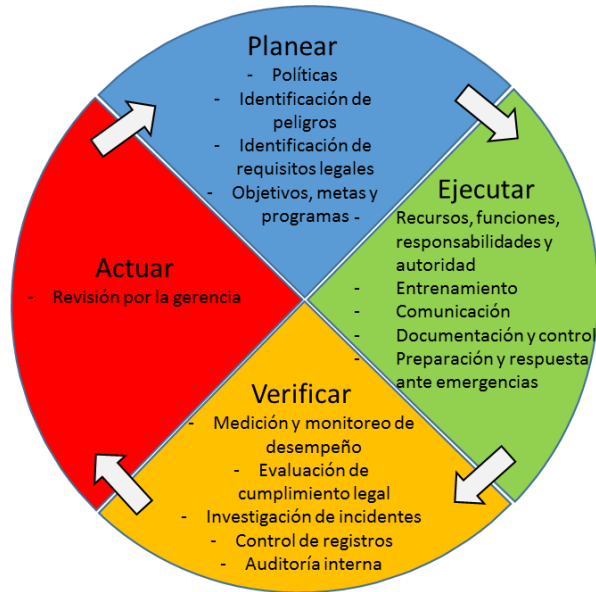 Planear
- Políticas
- Identificación de
peligros
- Identificación de
requisitos legales
- Objetivos, metas y
programas -
Ejecutar
Recursos, funciones,
responsabilidades y
autoridad
- Entrenamiento
- Comunicación
- Documentación y control
- Preparación y respuesta
ante emergencias
Verificar
- Medición y monitoreo de
desempeño
- Evaluación de
cumplimiento legal
- Investigación de incidentes
- Control de registros
- Auditoría interna
Actuar
- Revisión por la gerencia